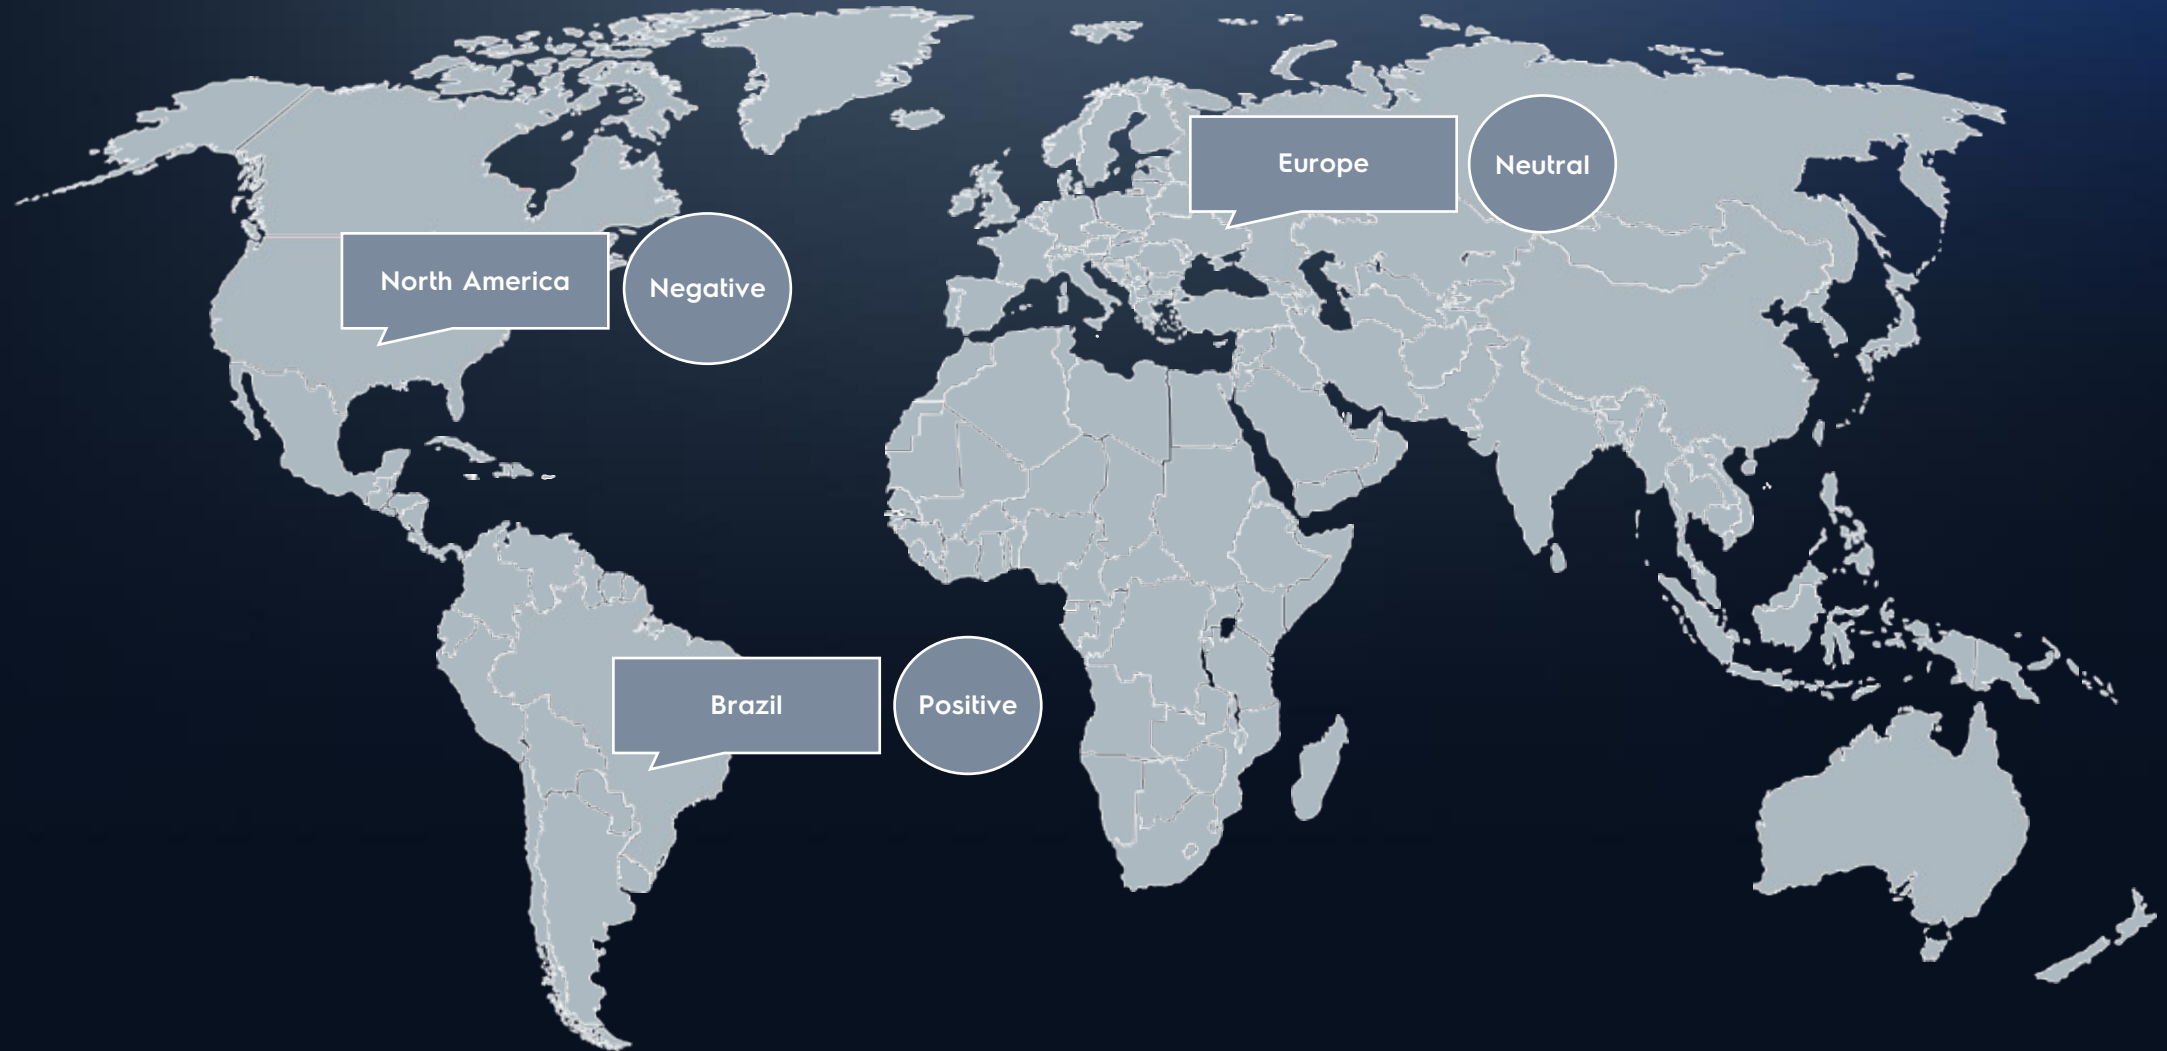 Europe
Neutral
North America
Negative
Brazil
Positive